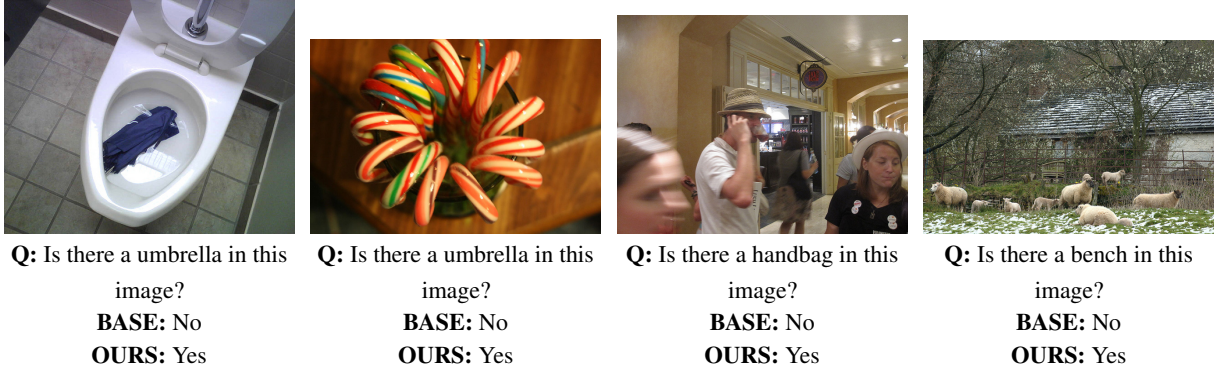 Q: Is there a umbrella in this
image?
BASE: No
OURS: Yes
Q: Is there a umbrella in this
image?
BASE: No
OURS: Yes
Q: Is there a handbag in this
image?
BASE: No
OURS: Yes
Q: Is there a bench in this
image?
BASE: No
OURS: Yes